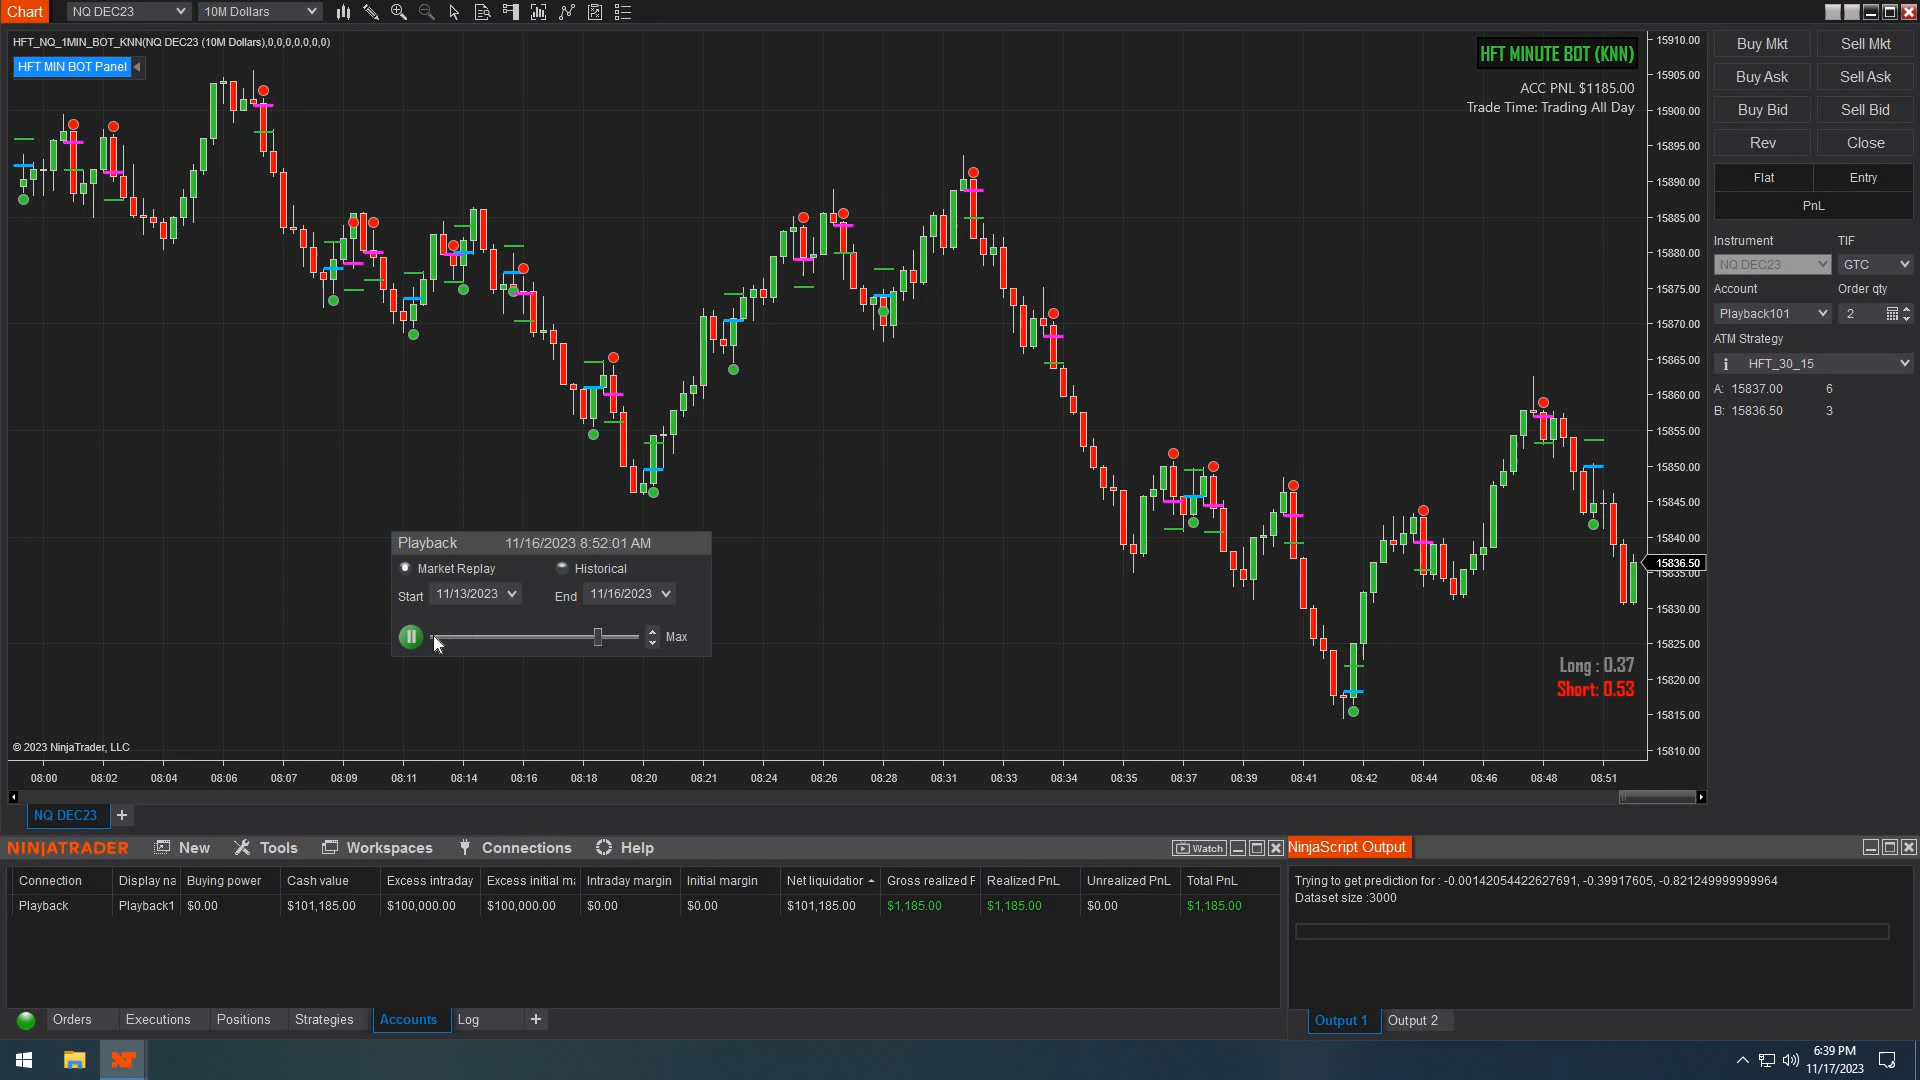 Chart NQ DEC23 10M Dollars
HFT_NQ_1MIN_BOT_KNN(NQ DEC23 (10M Dollars),0,0,0,0,0,0,0)
HFT MIN BOT Panel
HFT MINUTE BOT (KNN)
ACC PNL $1185.00
Trade Time: Trading All Day
15910.00
15905.00
15900.00
15895.00
15890.00
15885.00
15880.00
15875.00
15870.00
15865.00
15860.00
15855.00
15850.00
15845.00
15840.00
15836.50
15835.00
15830.00
15825.00
15820.00
15815.00
15810.00
Long : 0.37
Short: 0.53
Playback 11/16/2023 8:52:01 AM
Market Replay Historical
Start 11/13/2023 End 11/16/2023
Max
© 2023 NinjaTrader, LLC
08:00 08:02 08:04 08:06 08:07 08:09 08:11 08:14 08:16 08:18 08:20 08:21 08:24 08:26 08:28 08:31 08:33 08:34 08:35 08:37 08:39 08:41 08:42 08:44 08:46 08:48 08:51
NQ DEC23 +
Buy Mkt Sell Mkt
Buy Ask Sell Ask
Buy Bid Sell Bid
Rev Close
Flat Entry
PnL
Instrument TIF
NQ DEC23 GTC
Account Order qty
Playback101 2
ATM Strategy
i HFT_30_15
A: 15837.00 6
B: 15836.50 3
NINJATRADER New Tools Workspaces Connections Help Watch
Connection Display na Buying power Cash value Excess intraday Excess initial ma Intraday margin Initial margin Net liquidation Gross realized P Realized PnL Unrealized PnL Total PnL
Playback Playback1 $0.00 $101,185.00 $100,000.00 $100,000.00 $0.00 $0.00 $101,185.00 $1,185.00 $1,185.00 $0.00 $1,185.00
Orders Executions Positions Strategies Accounts Log +
NinjaScript Output
Trying to get prediction for : -0.00142054422627691, -0.39917605, -0.821249999999964
Dataset size :3000
Output 1 Output 2
6:39 PM
11/17/2023